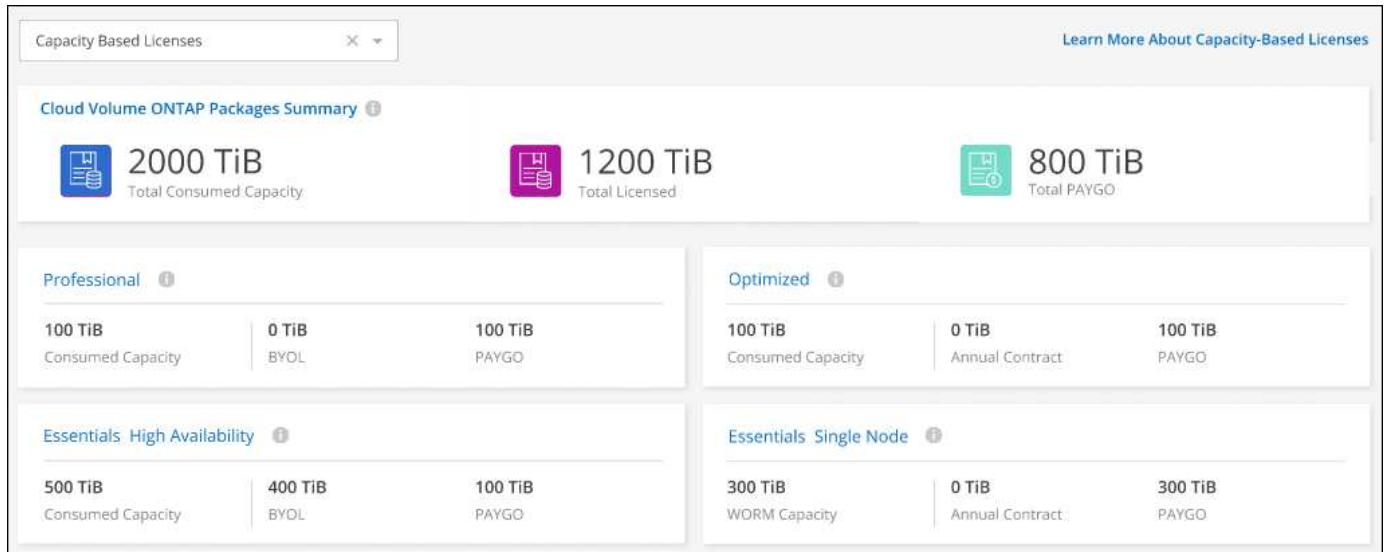 Capacity Based Licenses
Learn More About Capacity-Based Licenses
Cloud Volume ONTAP Packages Summary
2000 TiB
Total Consumed Capacity
1200 TiB
Total Licensed
800 TiB
Total PAYGO
Professional
100 TiB
Consumed Capacity
0 TiB
BYOL
100 TiB
PAYGO
Optimized
100 TiB
Consumed Capacity
0 TiB
Annual Contract
100 TiB
PAYGO
Essentials High Availability
500 TiB
Consumed Capacity
400 TiB
BYOL
100 TiB
PAYGO
Essentials Single Node
300 TiB
WORM Capacity
0 TiB
Annual Contract
300 TiB
PAYGO